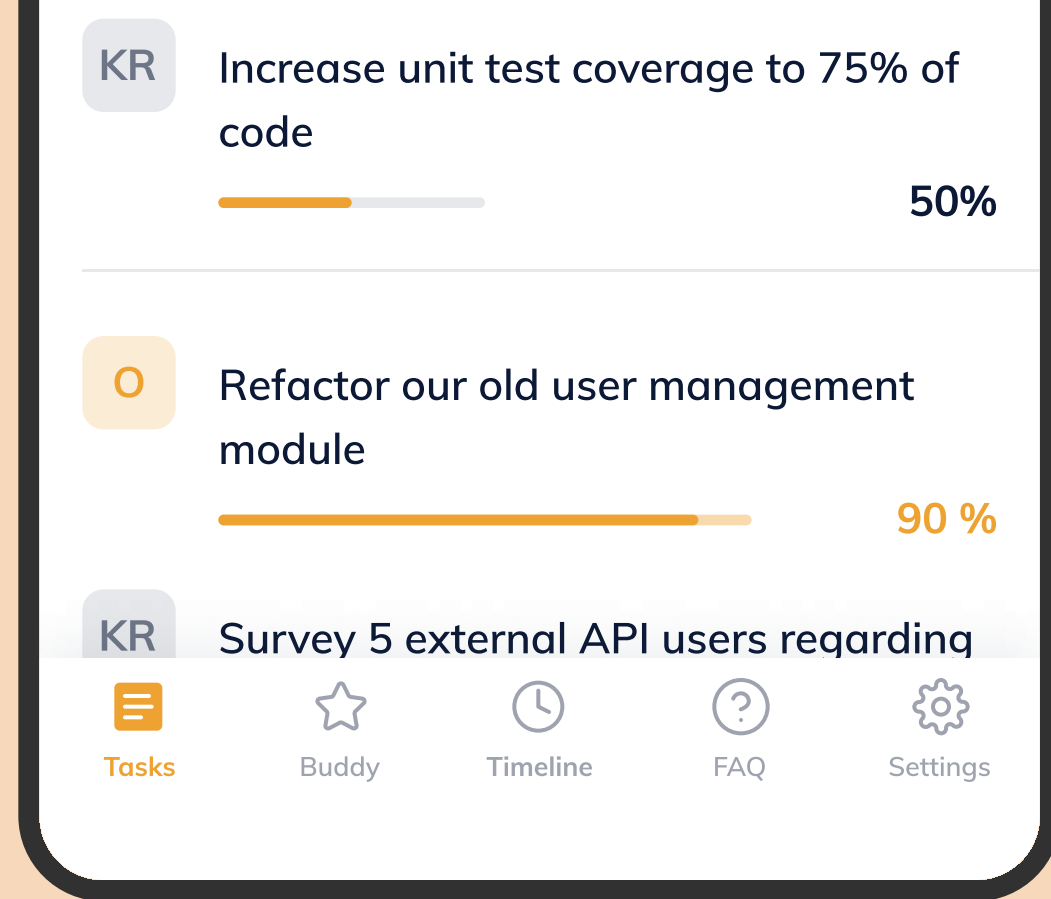 KR
Increase unit test coverage to 75% of
code
50%
O
Refactor our old user management
module
90 %
KR
Survey 5 external API users regarding
Tasks
Buddy
Timeline
FAQ
Settings